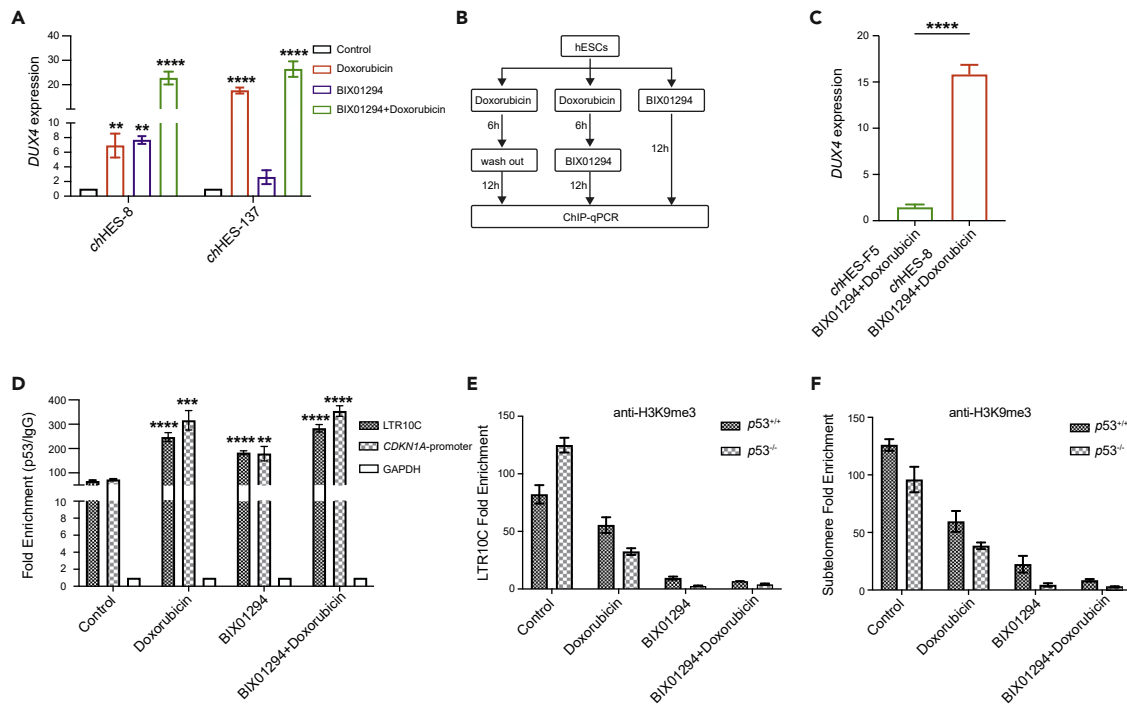 A
DUX4 expression
40
30
20
10
8
6
4
2
0
** ** ****
**** ****
chHES-8
chHES-137
Control
Doxorubicin
BIX01294
BIX01294+Doxorubicin
B
hESCs
Doxorubicin Doxorubicin BIX01294
6h 6h 12h
wash out BIX01294
12h 12h
ChIP-qPCR
C
****
DUX4 expression
20
15
10
5
0
chHES-F5
BIX01294+Doxorubicin
chHES-8
BIX01294+Doxorubicin
D
Fold Enrichment (p53/IgG)
400
300
200
100
10
8
6
4
2
0
**** *** **** ** **** ****
LTR10C
CDKN1A-promoter
GAPDH
Control
Doxorubicin
BIX01294
BIX01294+Doxorubicin
E
anti-H3K9me3
LTR10C Fold Enrichment
150
100
50
0
p53+/+
p53-/-
Control
Doxorubicin
BIX01294
BIX01294+Doxorubicin
F
anti-H3K9me3
Subtelomere Fold Enrichment
150
100
50
0
p53+/+
p53-/-
Control
Doxorubicin
BIX01294
BIX01294+Doxorubicin